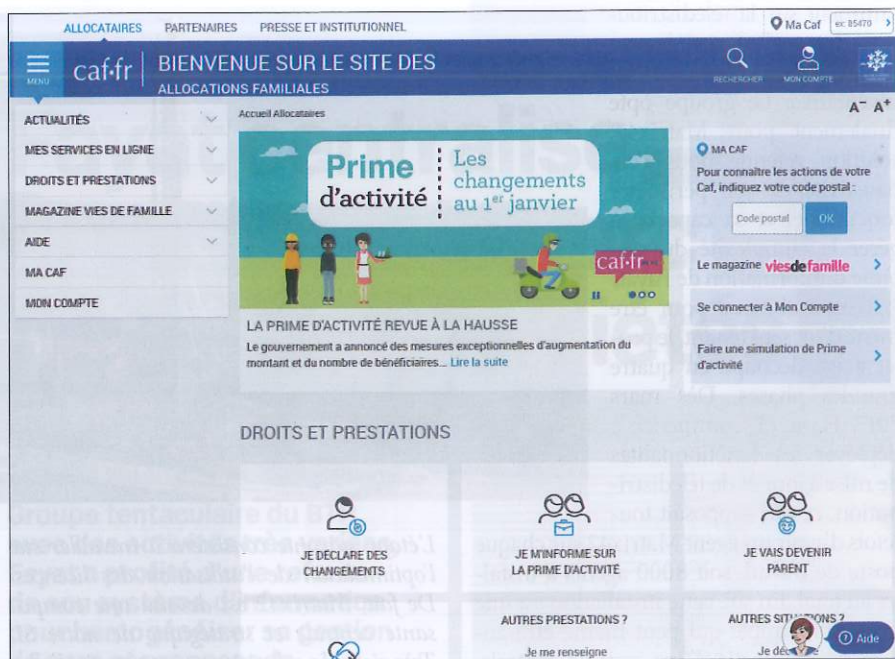 ALLOCATAIRES PARTENAIRES PRESSE ET INSTITUTIONNEL
Ma Caf ex: 85470
MENU
caf·fr
BIENVENUE SUR LE SITE DES
ALLOCATIONS FAMILIALES
RECHERCHER MON COMPTE
A- A+
ACTUALITÉS
MES SERVICES EN LIGNE
DROITS ET PRESTATIONS
MAGAZINE VIES DE FAMILLE
AIDE
MA CAF
MON COMPTE
Accueil Allocataires
Prime
d'activité
Les
changements
au 1er janvier
caf·fr
LA PRIME D'ACTIVITÉ REVUE À LA HAUSSE
Le gouvernement a annoncé des mesures exceptionnelles d'augmentation du
montant et du nombre de bénéficiaires... Lire la suite
MA CAF
Pour connaître les actions de votre
Caf, indiquez votre code postal :
Code postal OK
Le magazine viesdefamille
Se connecter à Mon Compte
Faire une simulation de Prime
d'activité
DROITS ET PRESTATIONS
JE DÉCLARE DES
CHANGEMENTS
JE M'INFORME SUR
LA PRIME D'ACTIVITÉ
JE VAIS DEVENIR
PARENT
AUTRES PRESTATIONS ?
Je me renseigne
AUTRES
Aide